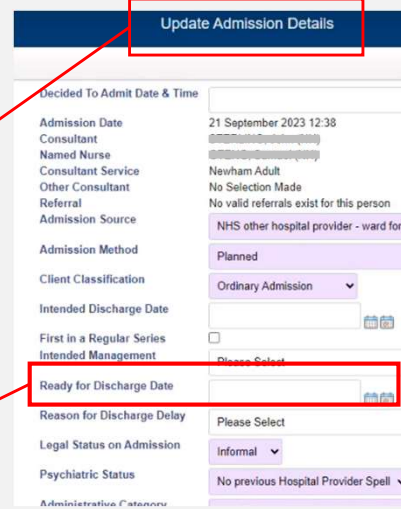 Update Admission Details
Decided To Admit Date & Time
Admission Date 21 September 2023 12:38
Consultant
Named Nurse
Consultant Service Newham Adult
Other Consultant No Selection Made
Referral No valid referrals exist for this person
Admission Source NHS other hospital provider - ward for
Admission Method Planned
Client Classification Ordinary Admission
Intended Discharge Date
First in a Regular Series
Intended Management Please Select
Ready for Discharge Date
Reason for Discharge Delay Please Select
Legal Status on Admission Informal
Psychiatric Status No previous Hospital Provider Spell
Administrative Category